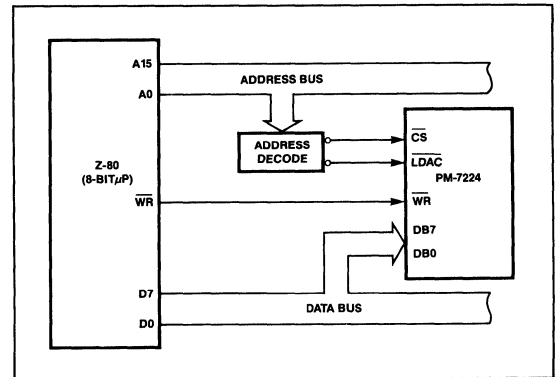 A15
ADDRESS BUS
A0
ADDRESS
DECODE
CS
LDAC
PM-7224
Z-80
(8-BITμP)
WR
WR
DB7
DB0
D7
DATA BUS
D0